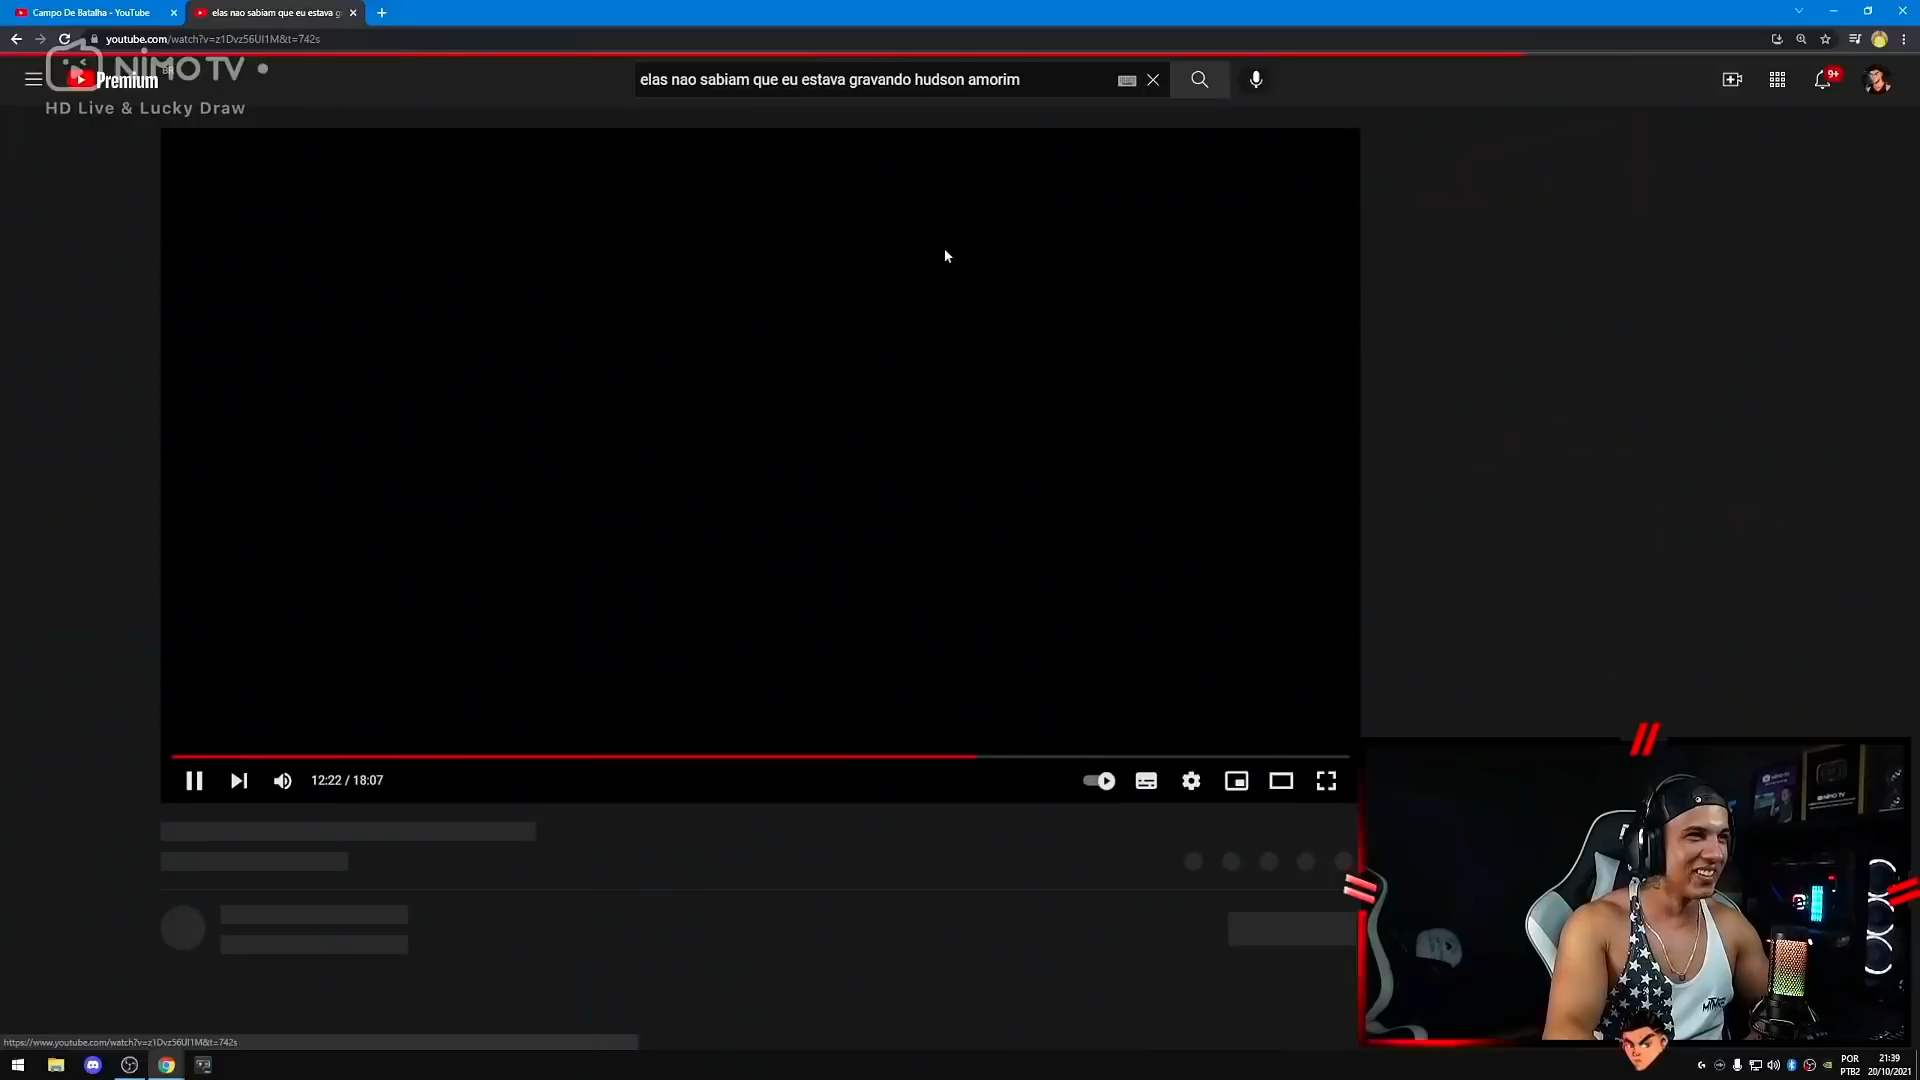 Campo De Batalha - YouTube
elas nao sabiam que eu estava g
youtube.com/watch?v=z1Dvz56UI1M&t=742s
NIMO TV
Premium
BR
HD Live & Lucky Draw
elas nao sabiam que eu estava gravando hudson amorim
9+
12:22 / 18:07
https://www.youtube.com/watch?v=z1Dvz56UI1M&t=742s
POR
PTB2
21:39
20/10/2021